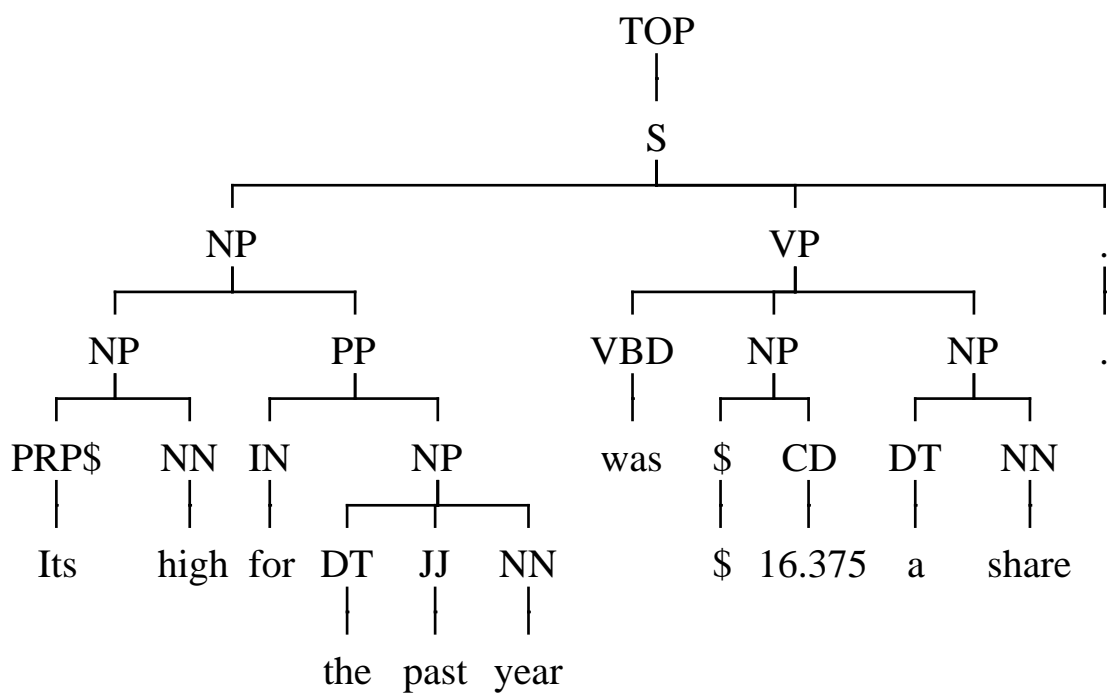 TOP
S
NP VP .
NP PP VBD NP NP .
PRP$ NN IN NP was $ CD DT NN
Its high for DT JJ NN $ 16.375 a share
the past year